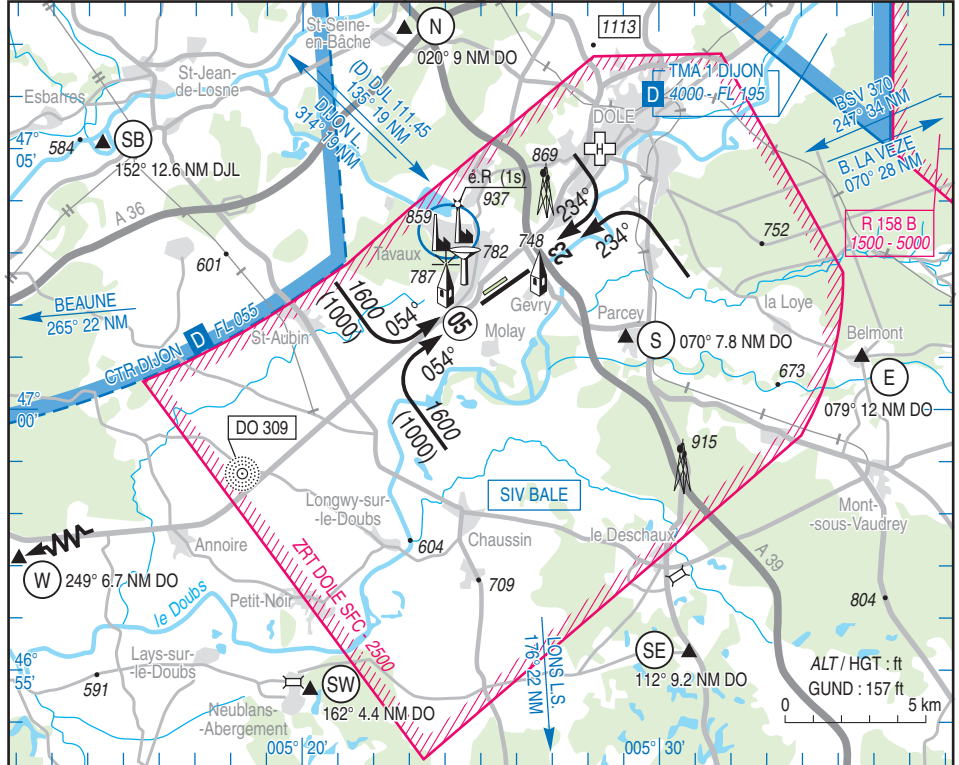 St-Seine-
en-Bâche
N
020° 9 NM DO
1113
TMA 1 DIJON
D
4000 - FL 195
St-Jean-
de-Losne
Esbarres
(D) DJL 111 45
135° 19 NM
DIJON L.
314° 19 NM
DOLE
BSV 370
247° 34 NM
B. LA VEZE
070° 28 NM
47°
05'
584
SB
152° 12.6 NM DJL
869
H
é.R (1s)
937
A 36
859
234°
234°
23
752
R 158 B
1500 - 5000
Tavaux
782
748
787
601
BEAUNE
265° 22 NM
1600
(1000)
054°
05
Gevry
Molay
Parcey
la Loye
Belmont
CTR DIJON
D
FL 055
St-Aubin
054°
S
070° 7.8 NM DO
673
E
079° 12 NM DO
47°
00'
1600
(1000)
DO 309
915
SIV BALE
Longwy-sur-
-le-Doubs
le Deschaux
Mont-
-sous-Vaudrey
Annoire
604
Chaussin
A 39
W
249° 6.7 NM DO
ZRT DOLE SFC - 2500
709
804
le Doubs
Petit-Noir
Lays-sur-
-le-Doubs
LONS L.S.
176° 22 NM
SE
112° 9.2 NM DO
ALT / HGT : ft
GUND : 157 ft
46°
55'
591
SW
162° 4.4 NM DO
Neublans-
-Abergement
0
5 km
005° 20'
005° 30'